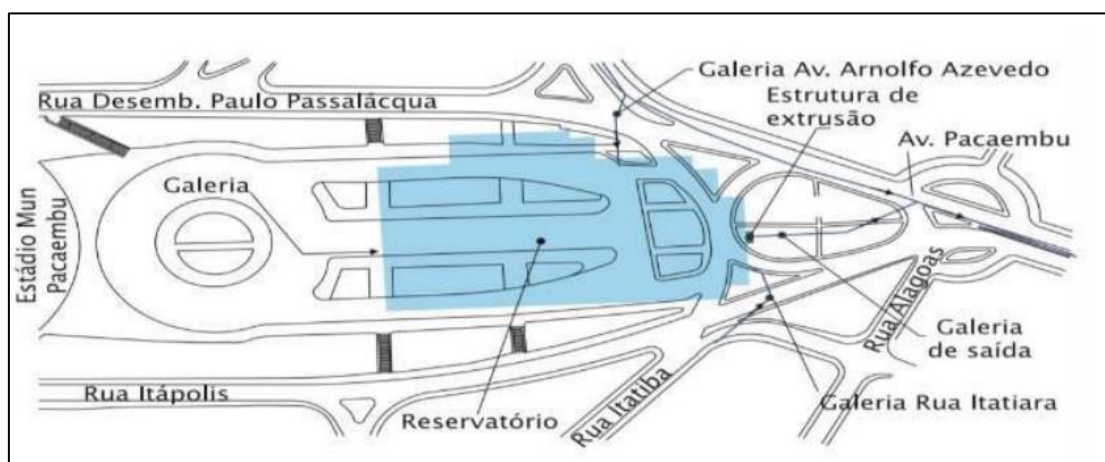 Galeria Av. Arnolfo Azevedo
Rua Desemb. Paulo Passalácqua
Estrutura de
extrusão
Av. Pacaembu
Galeria
Estádio Mun
Pacaembu
Rua Alagoas
Galeria
de saída
Rua Itápolis
Reservatório
Rua Itatiba
Galeria Rua Itatiara